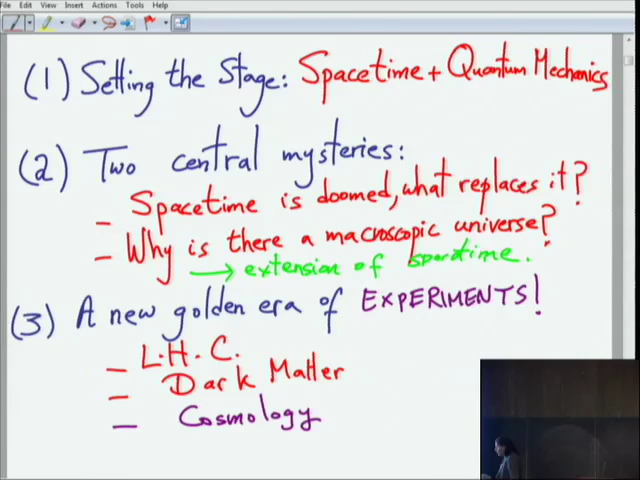 File Edit View Cosmo Actions Tools Help
(1) Setting the Stage: Spacetime + Quantum Mechanics
(2) Two central mysteries:
- Spacetime is doomed, what replaces it?
- Why is there a macroscopic universe?
→ extension of spacetime.
(3) A new golden era of EXPERIMENTS!
- L.H.C.
- Dark Matter
- Cosmology